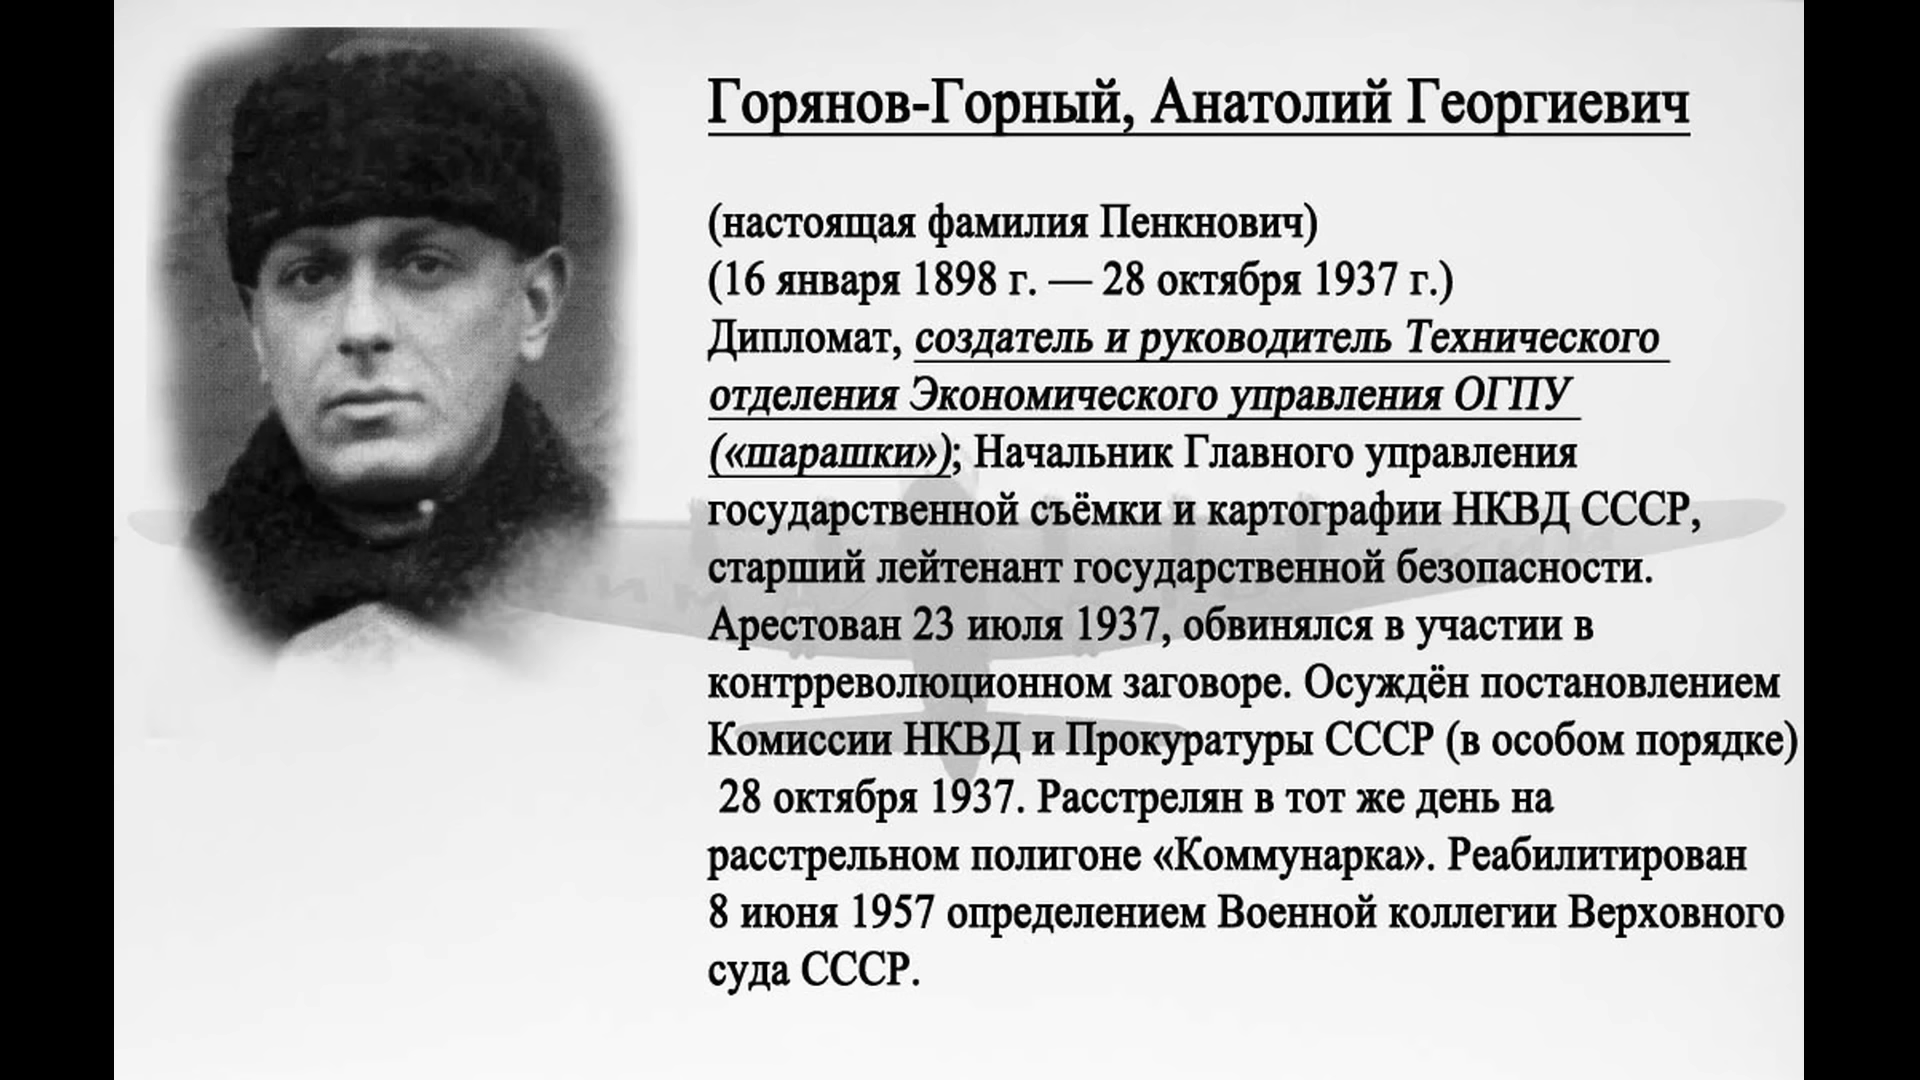 Горянов-Горный, Анатолий Георгиевич
(настоящая фамилия Пенкнович)
(16 января 1898 г. — 28 октября 1937 г.)
Дипломат, создатель и руководитель Технического
отделения Экономического управления ОГПУ
(«шарашки»); Начальник Главного управления
государственной съёмки и картографии НКВД СССР,
старший лейтенант государственной безопасности.
Арестован 23 июля 1937, обвинялся в участии в
контрреволюционном заговоре. Осуждён постановлением
Комиссии НКВД и Прокуратуры СССР (в особом порядке)
28 октября 1937. Расстрелян в тот же день на
расстрельном полигоне «Коммунарка». Реабилитирован
8 июня 1957 определением Военной коллегии Верховного
суда СССР.